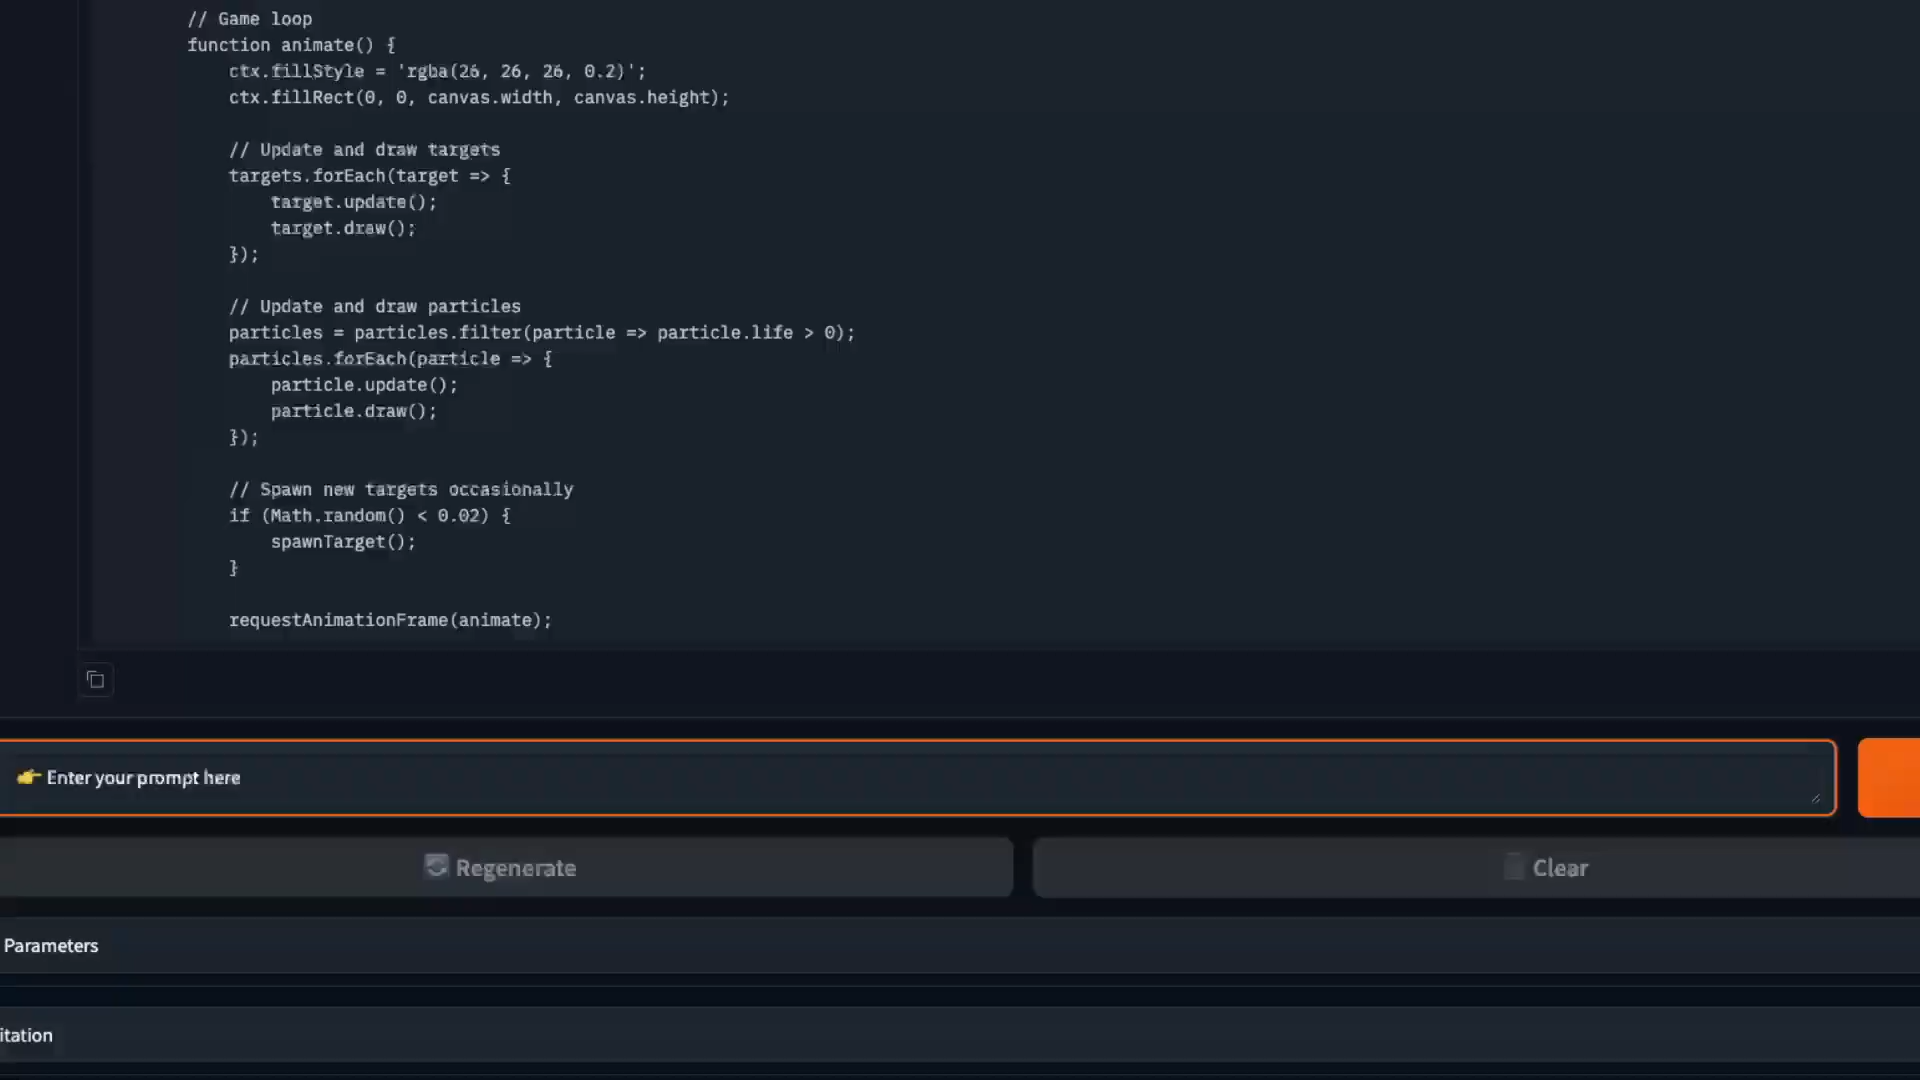 // Game loop
function animate() {
ctx.fillStyle = 'rgba(26, 26, 26, 0.2)';
ctx.fillRect(0, 0, canvas.width, canvas.height);
// Update and draw targets
targets.forEach(target => {
target.update();
target.draw();
});
// Update and draw particles
particles = particles.filter(particle => particle.life > 0);
particles.forEach(particle => {
particle.update();
particle.draw();
});
// Spawn new targets occasionally
if (Math.random() < 0.02) {
spawnTarget();
}
requestAnimationFrame(animate);
👉 Enter your prompt here
Regenerate
Clear
Parameters
itation